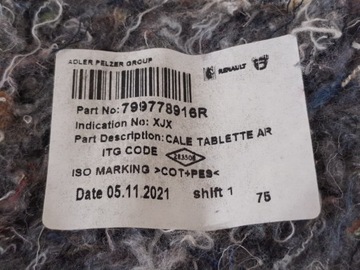 ADLER PELZER GROUP
RENAULT
Part No:799778916R
Indication No: XJX
Part Description:CALE TABLETTE AR
ITG CODE
ISO MARKING >COT+PES<
Date 05.11.2021 shift 1 75